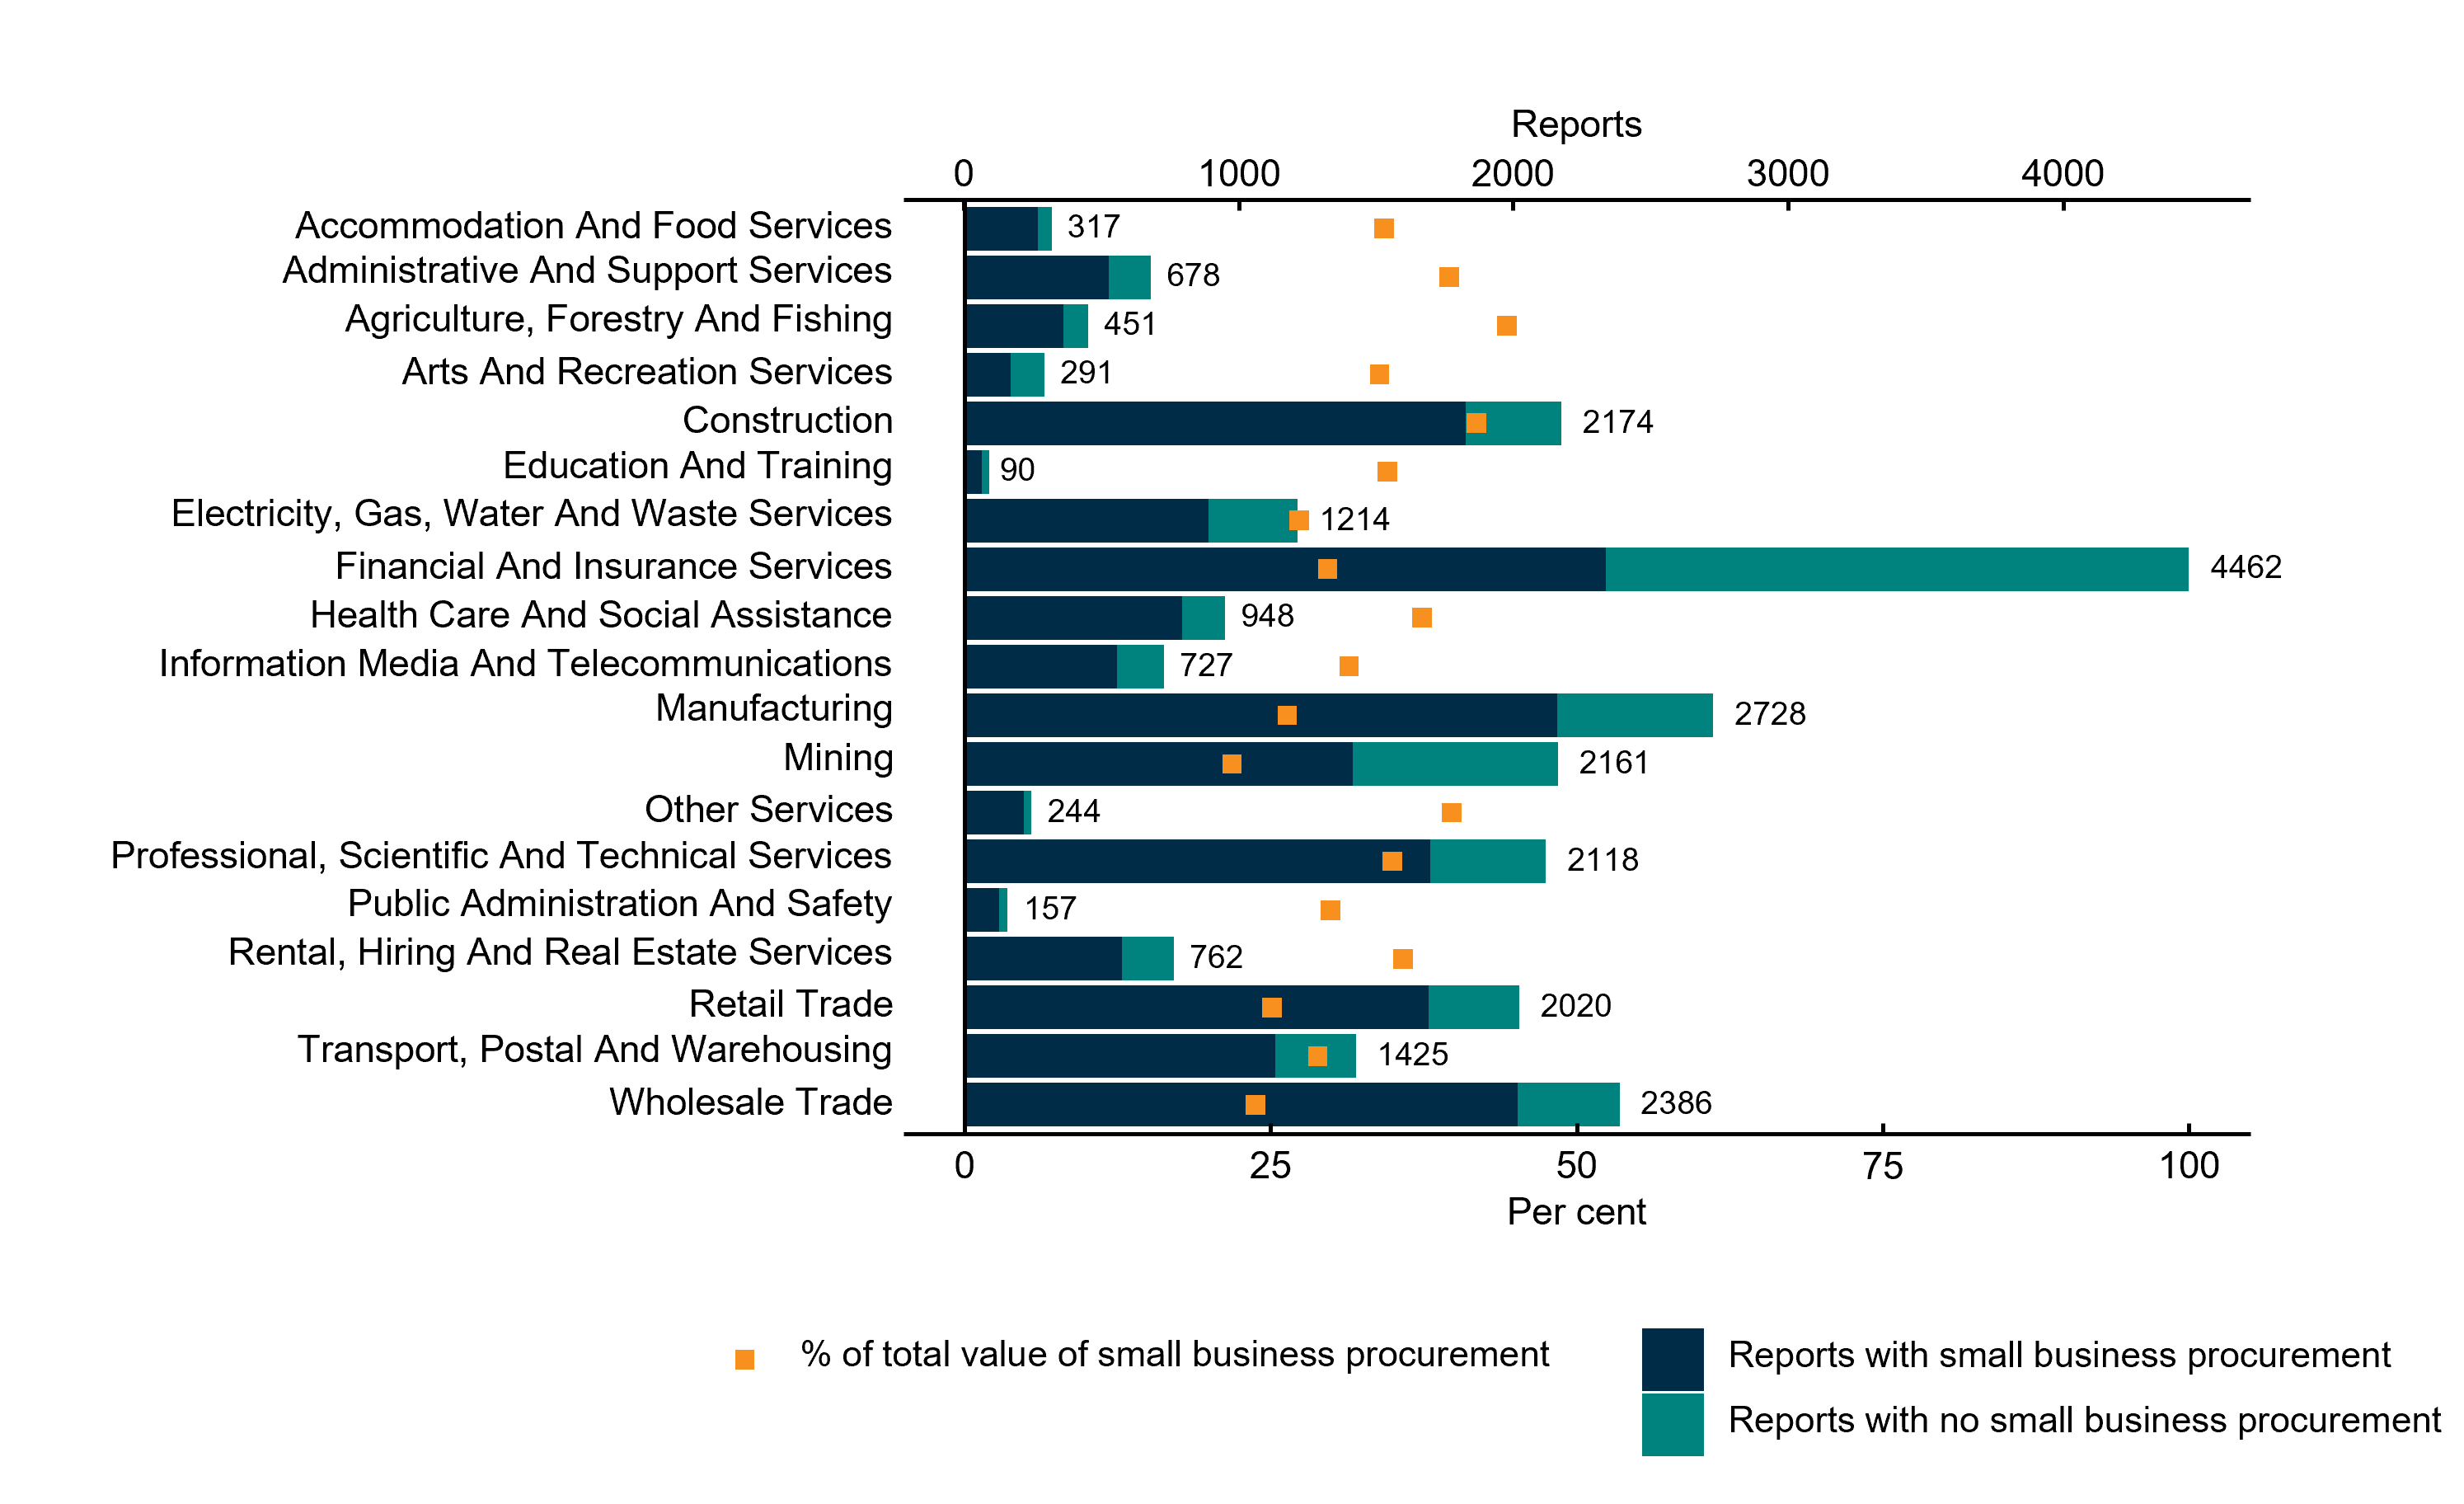 Reports
0 1000 2000 3000 4000
Accommodation And Food Services 317
Administrative And Support Services 678
Agriculture, Forestry And Fishing 451
Arts And Recreation Services 291
Construction 2174
Education And Training 90
Electricity, Gas, Water And Waste Services 1214
Financial And Insurance Services 4462
Health Care And Social Assistance 948
Information Media And Telecommunications 727
Manufacturing 2728
Mining 2161
Other Services 244
Professional, Scientific And Technical Services 2118
Public Administration And Safety 157
Rental, Hiring And Real Estate Services 762
Retail Trade 2020
Transport, Postal And Warehousing 1425
Wholesale Trade 2386
0 25 50 75 100
Per cent
% of total value of small business procurement
Reports with small business procurement
Reports with no small business procurement